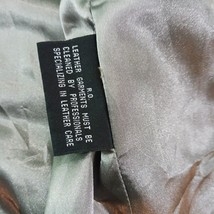 R.O.
LEATHER GARMENTS MUST BE
CLEANED BY PROFESSIONALS
SPECIALIZING IN LEATHER CARE